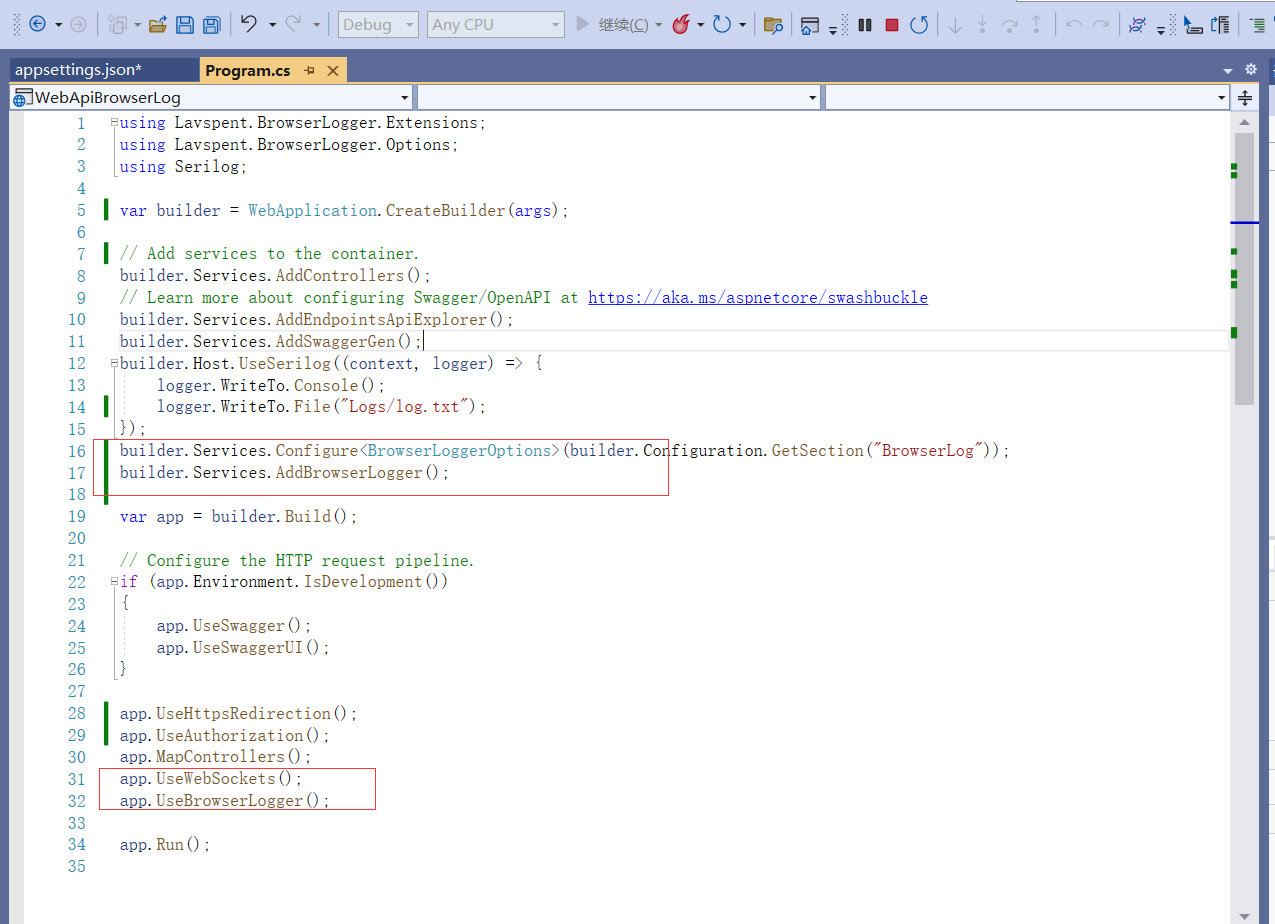 Debug
Any CPU
继续(C)
appsettings.json*
Program.cs
WebApiBrowserLog
1 using Lavspent.BrowserLogger.Extensions;
2 using Lavspent.BrowserLogger.Options;
3 using Serilog;
4
5 var builder = WebApplication.CreateBuilder(args);
6
7 // Add services to the container.
8 builder.Services.AddControllers();
9 // Learn more about configuring Swagger/OpenAPI at https://aka.ms/aspnetcore/swashbuckle
10 builder.Services.AddEndpointsApiExplorer();
11 builder.Services.AddSwaggerGen();
12 builder.Host.UseSerilog((context, logger) => {
13 logger.WriteTo.Console();
14 logger.WriteTo.File("Logs/log.txt");
15 });
16 builder.Services.Configure<BrowserLoggerOptions>(builder.Configuration.GetSection("BrowserLog"));
17 builder.Services.AddBrowserLogger();
18
19 var app = builder.Build();
20
21 // Configure the HTTP request pipeline.
22 if (app.Environment.IsDevelopment())
23 {
24 app.UseSwagger();
25 app.UseSwaggerUI();
26 }
27
28 app.UseHttpsRedirection();
29 app.UseAuthorization();
30 app.MapControllers();
31 app.UseWebSockets();
32 app.UseBrowserLogger();
33
34 app.Run();
35